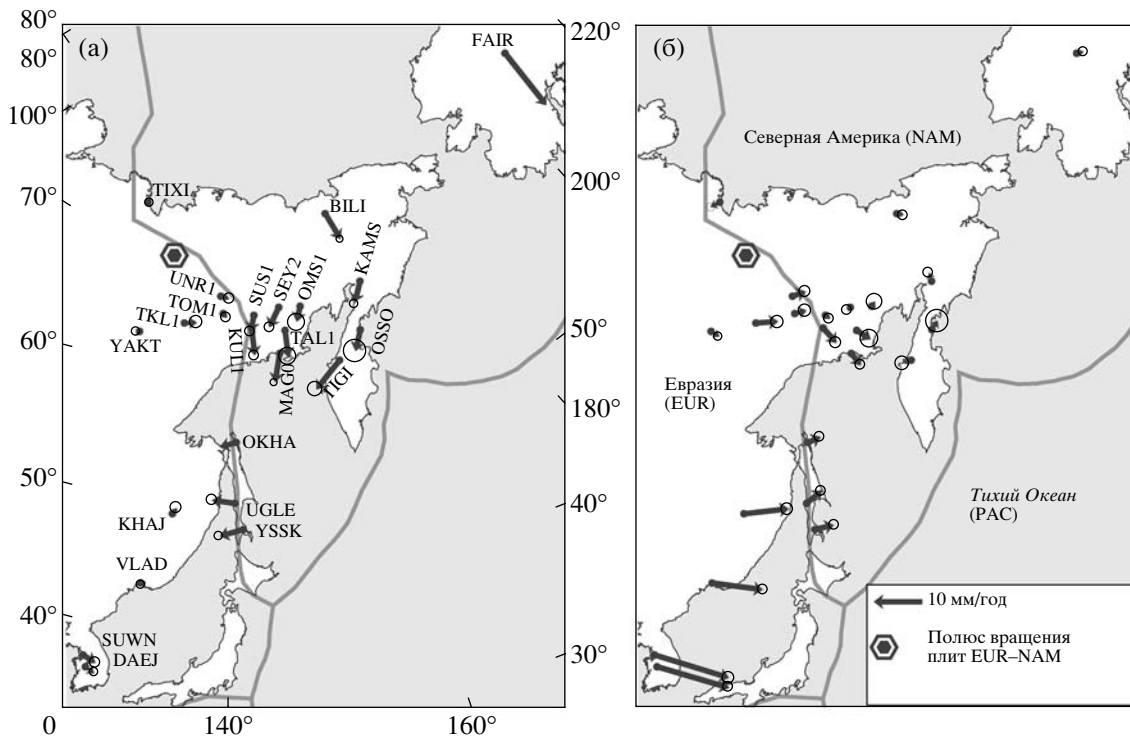 80°
80°
100°
70°
60°
50°
40°
0
140°
160°
220°
200°
50°
180°
40°
30°
(а)
FAIR
TIXI
BILI
KAMS
UNR1
SUS1
SEY2
OMS1
TOM1
TKL1
YAKT
KUL1
TAL1
MAG0
TIGI
OSSO
OKHA
UGLE
YSSK
KHAJ
VLAD
SUWN
DAEJ
(б)
Северная Америка (NAM)
Евразия
(EUR)
Тихий Океан
(PAC)
10 мм/год
Полюс вращения
плит EUR–NAM